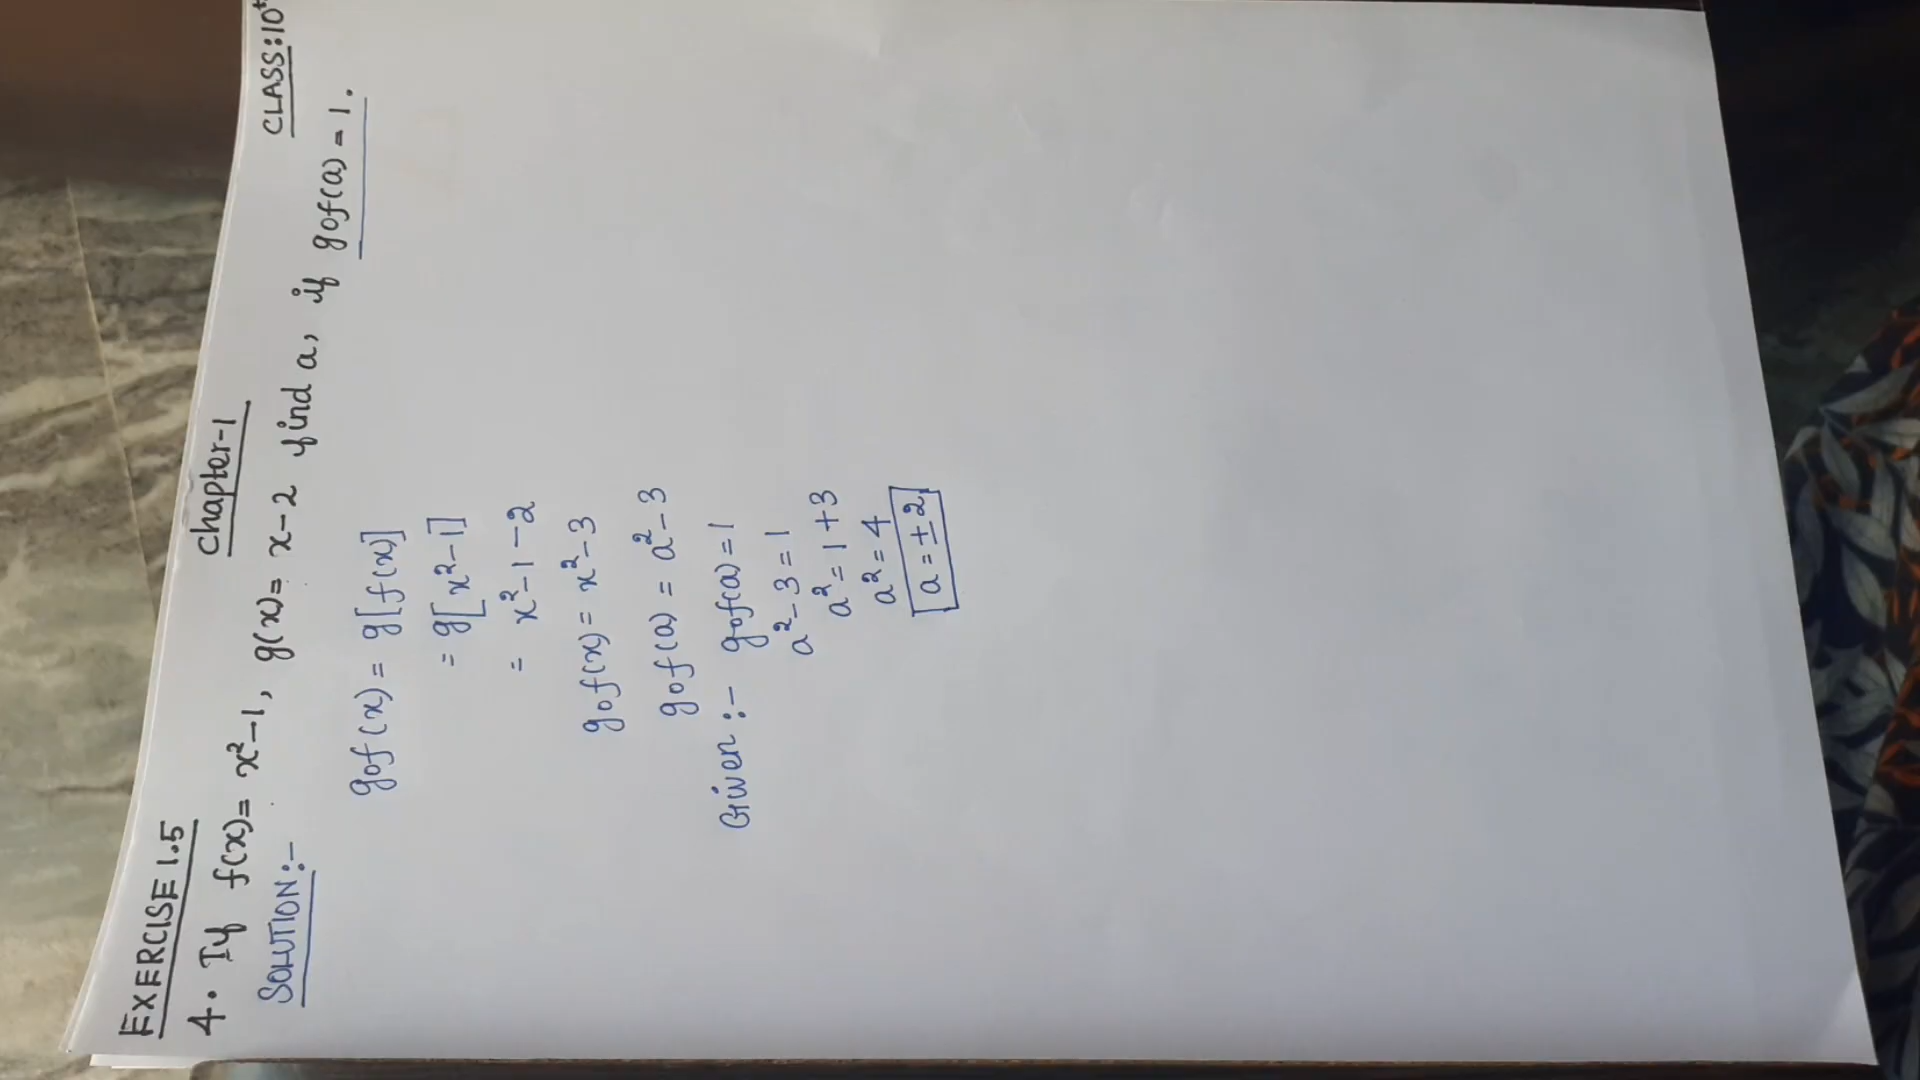 CLASS:10
EXERCISE 1.5 Chapter-1
4. If f(x)= x²-1, g(x)= x-2 find a, if gof(a) = 1.
SOLUTION:-
gof(x) = g[f(x)]
= g[x²-1]
= x²-1-2
gof(x)= x²-3
gof(a) = a²-3
Given:- gof(a)=1
a²-3=1
a²=1+3
a²=4
a=±2